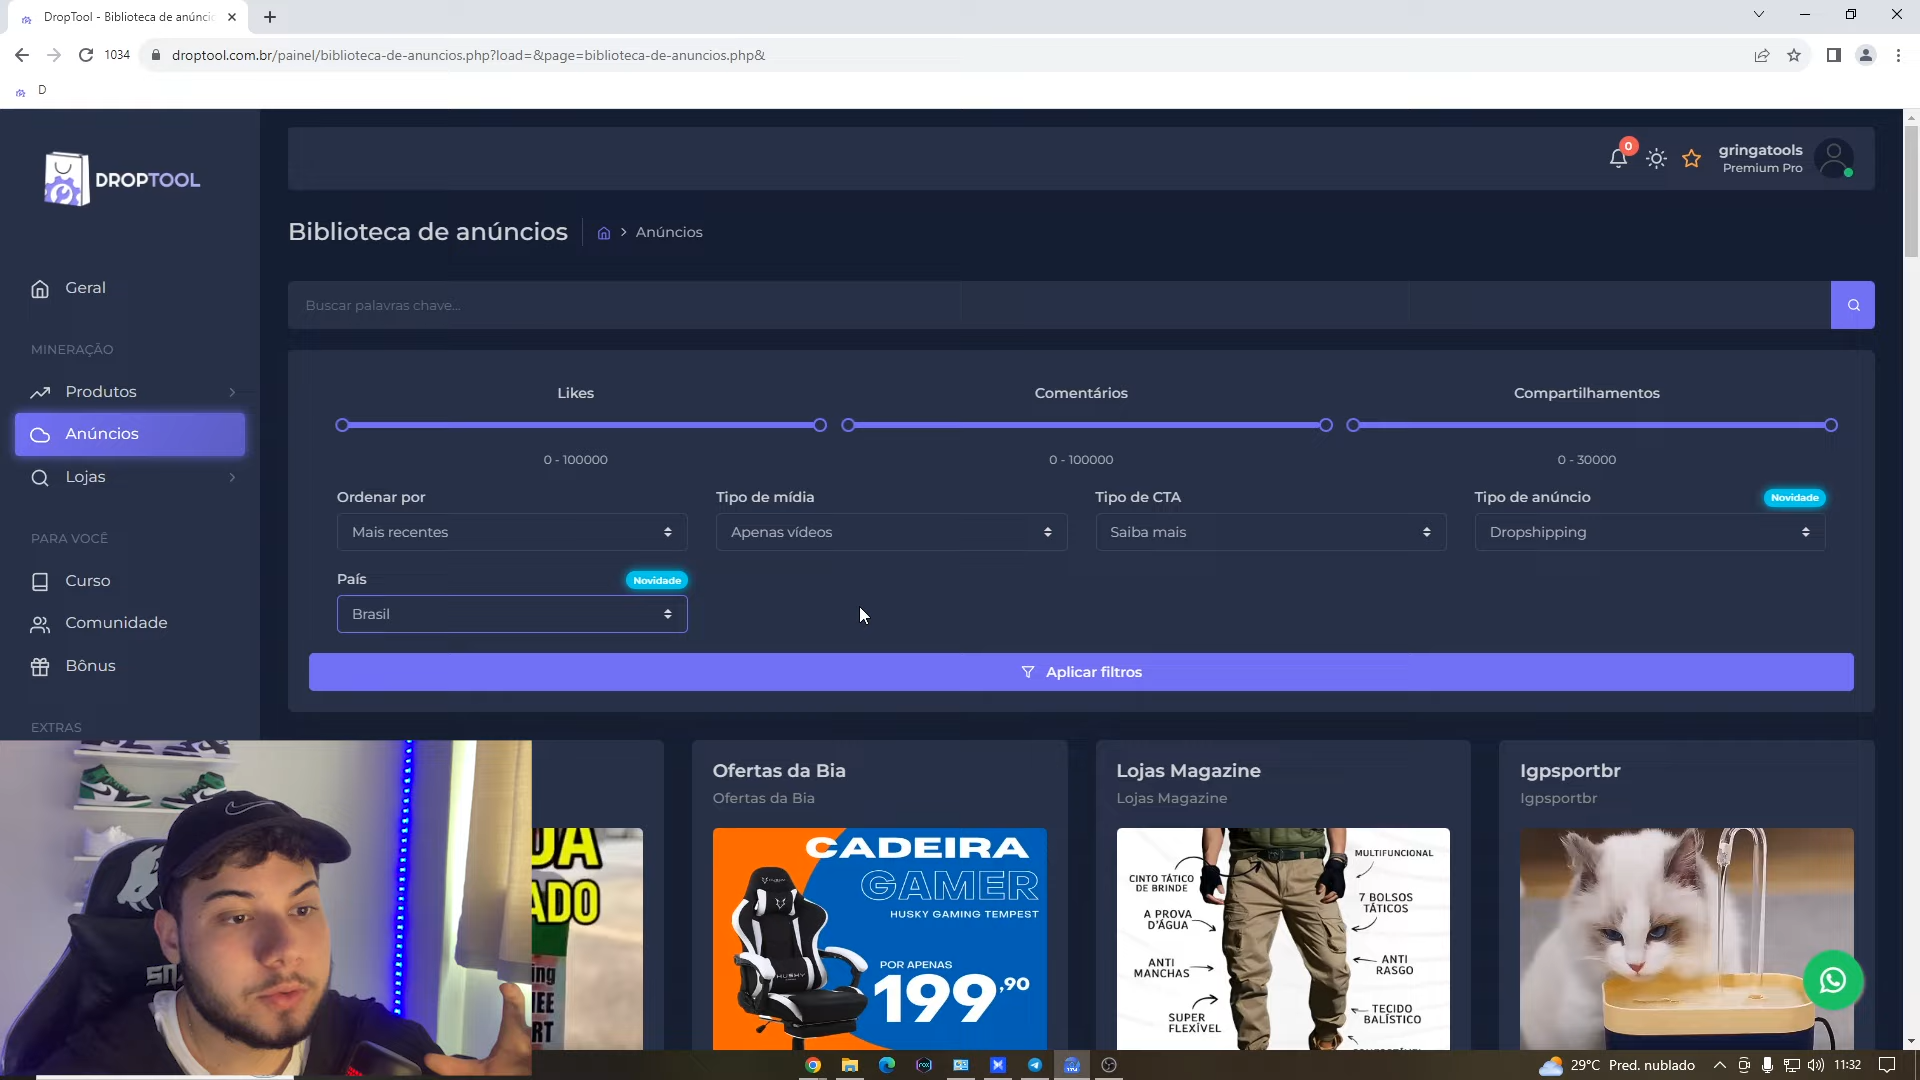 DropTool - Biblioteca de anúnci
1034
droptool.com.br/painel/biblioteca-de-anuncios.php?load=&page=biblioteca-de-anuncios.php&
D
DROPTOOL
0
gringatools
Premium Pro
Biblioteca de anúncios
Anúncios
Buscar palavras chave...
Geral
MINERAÇÃO
Produtos
Anúncios
Lojas
PARA VOCÊ
Curso
Comunidade
Bônus
EXTRAS
Likes
Comentários
Compartilhamentos
0 - 100000
0 - 100000
0 - 30000
Ordenar por
Tipo de mídia
Tipo de CTA
Tipo de anúncio
Novidade
Mais recentes
Apenas vídeos
Saiba mais
Dropshipping
País
Novidade
Brasil
Aplicar filtros
Ofertas da Bia
Ofertas da Bia
CADEIRA
GAMER
HUSKY GAMING TEMPEST
HUSKY
POR APENAS
199,90
Lojas Magazine
Lojas Magazine
MULTIFUNCIONAL
CINTO TÁTICO
DE BRINDE
7 BOLSOS
TÁTICOS
A PROVA
D'ÁGUA
ANTI
MANCHAS
ANTI
RASGO
SUPER
FLEXÍVEL
TECIDO
BALÍSTICO
Igpsportbr
Igpsportbr
29°C
Pred. nublado
11:32